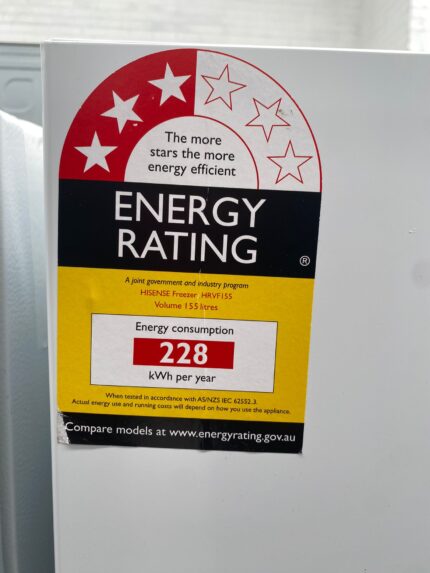 The more
stars the more
energy efficient
ENERGY
RATING
®
A joint government and industry program
HISENSE Freezer HRVF155
Volume 155 litres
Energy consumption
228
kWh per year
When tested in accordance with AS/NZS IEC 62552.3.
Actual energy use and running costs will depend on how you use the appliance.
Compare models at www.energyrating.gov.au